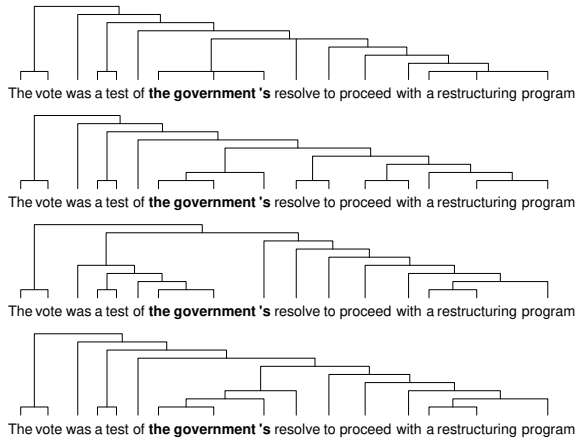 The vote was a test of the government 's resolve to proceed with a restructuring program
The vote was a test of the government 's resolve to proceed with a restructuring program
The vote was a test of the government 's resolve to proceed with a restructuring program
The vote was a test of the government 's resolve to proceed with a restructuring program